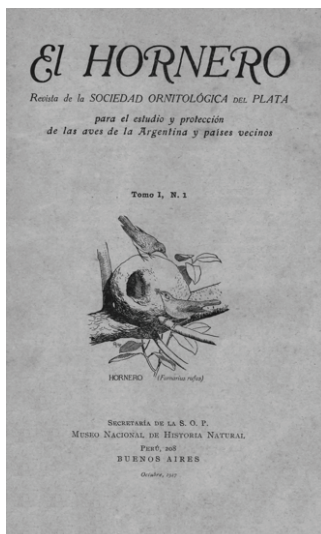 El HORNERO
Revista de la SOCIEDAD ORNITOLÓGICA DEL PLATA
para el estudio y protección
de las aves de la Argentina y países vecinos
Tomo I, N. 1
HORNERO (Furnarius rufus)
SECRETARÍA DE LA S. O. P.
MUSEO NACIONAL DE HISTORIA NATURAL
PERÚ, 208
BUENOS AIRES
Octubre, 1917